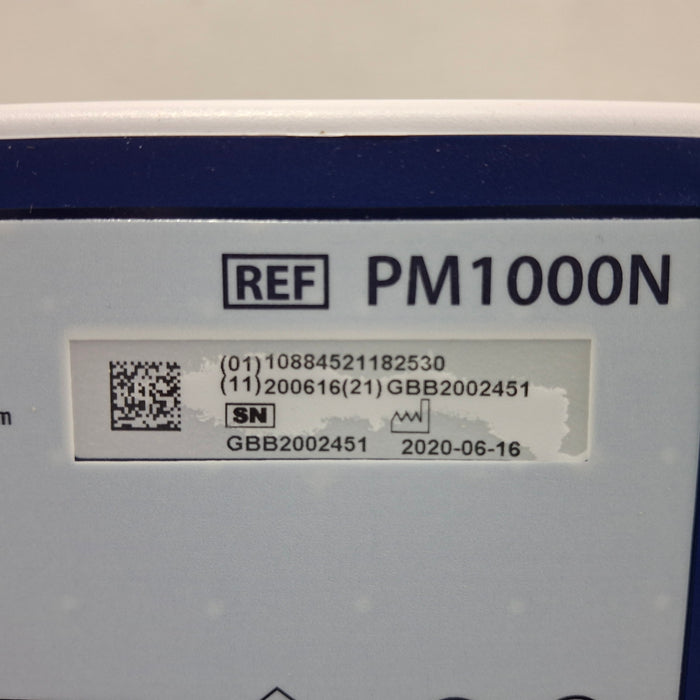 REF PM1000N
(01)10884521182530
(11)200616(21)GBB2002451
SN
GBB2002451 2020-06-16
m